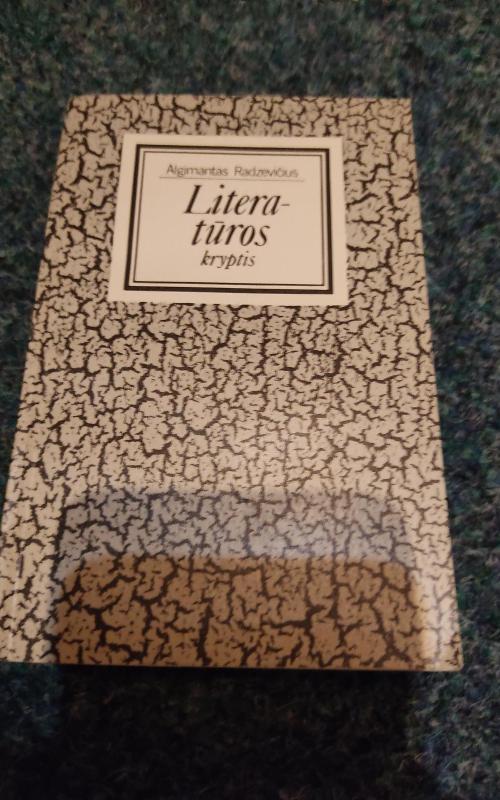 Algimantas Radzevičius
Litera-
tūros
kryptis